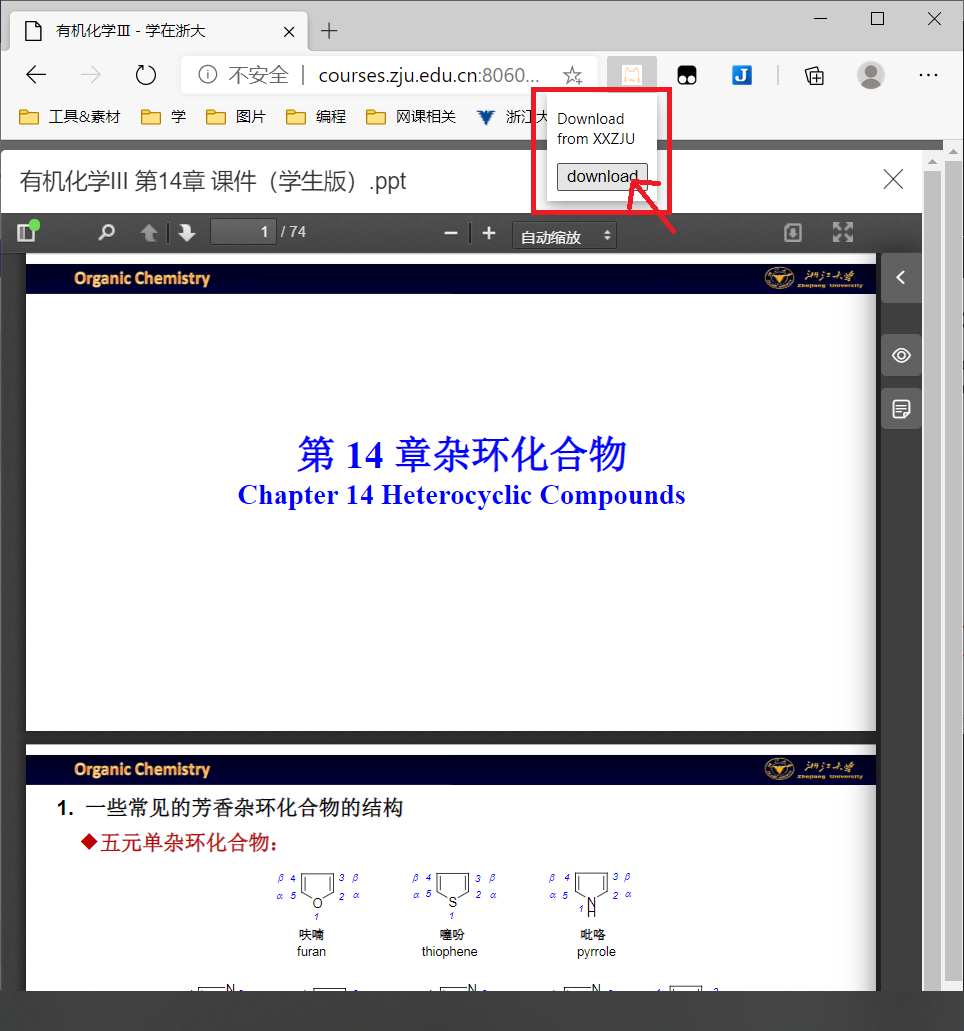 有机化学Ⅲ - 学在浙大
不安全 | courses.zju.edu.cn:8060...
工具&素材 学 图片 编程 网课相关 浙江大
Download
from XXZJU
download
有机化学III 第14章 课件（学生版）.ppt
1 / 74
自动缩放
Organic Chemistry
浙江大学
Zhejiang University
第 14 章杂环化合物
Chapter 14 Heterocyclic Compounds
Organic Chemistry
浙江大学
Zhejiang University
1. 一些常见的芳香杂环化合物的结构
◆五元单杂环化合物：
β 4 3 β β 4 3 β β 4 3 β
α 5 2 α α 5 2 α α 5 2 α
O S N
1 1 1 H
呋喃 噻吩 吡咯
furan thiophene pyrrole
N N N